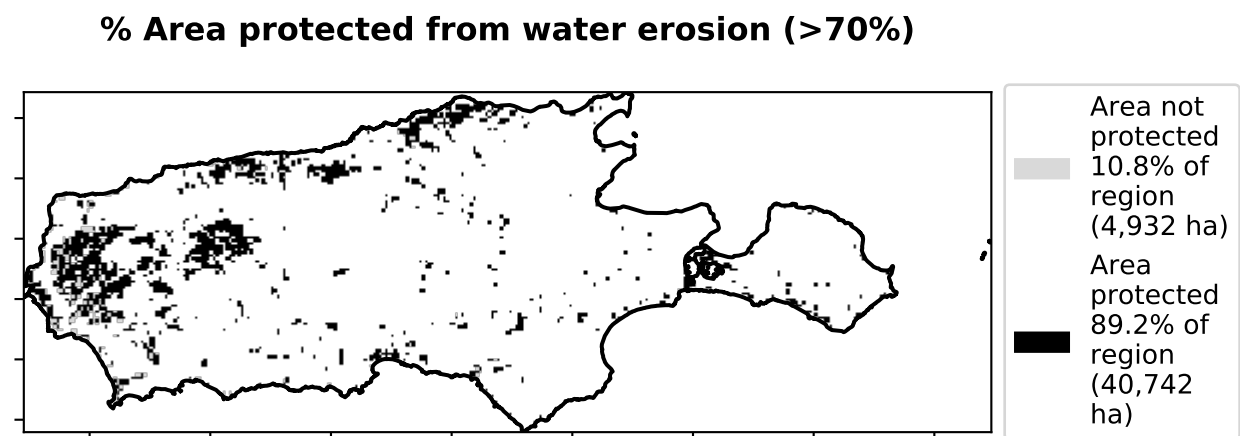 % Area protected from water erosion (>70%)
Area not
protected
10.8% of
region
(4,932 ha)
Area
protected
89.2% of
region
(40,742
ha)